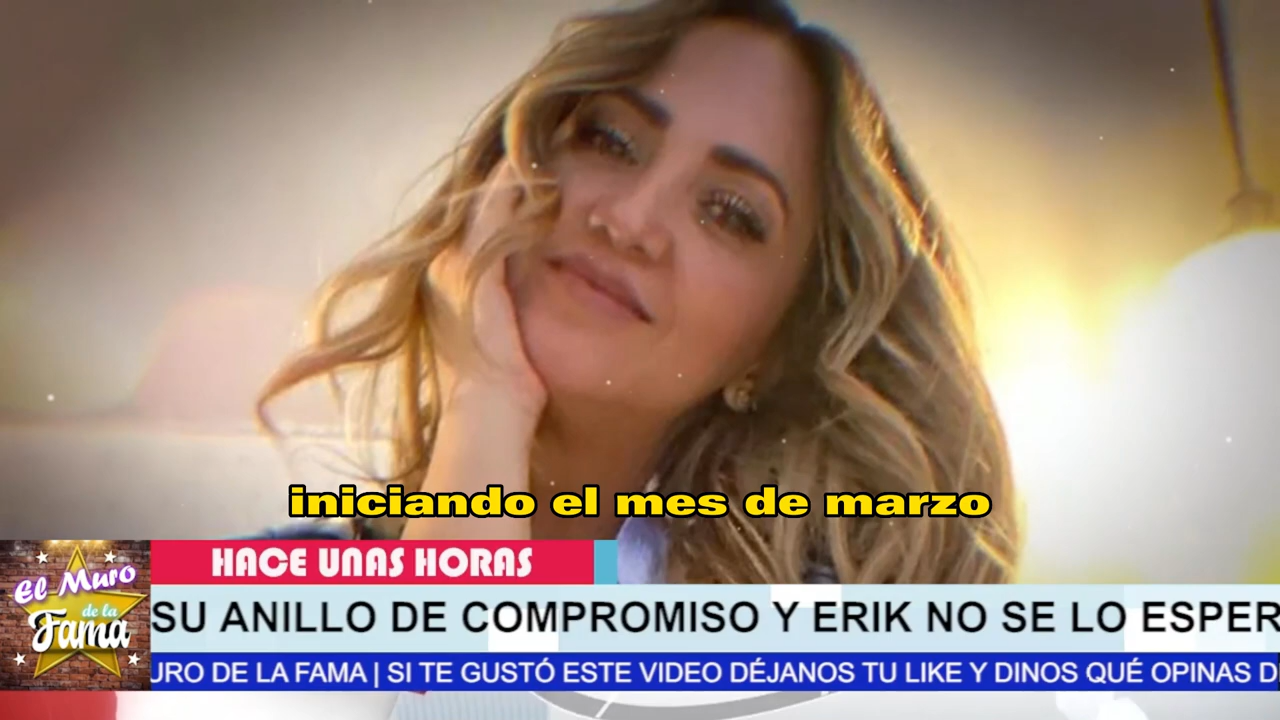 iniciando el mes de marzo
HACE UNAS HORAS
El Muro
de la
Fama
SU ANILLO DE COMPROMISO Y ERIK NO SE LO ESPER
URO DE LA FAMA | SI TE GUSTÓ ESTE VIDEO DÉJANOS TU LIKE Y DINOS QUÉ OPINAS D